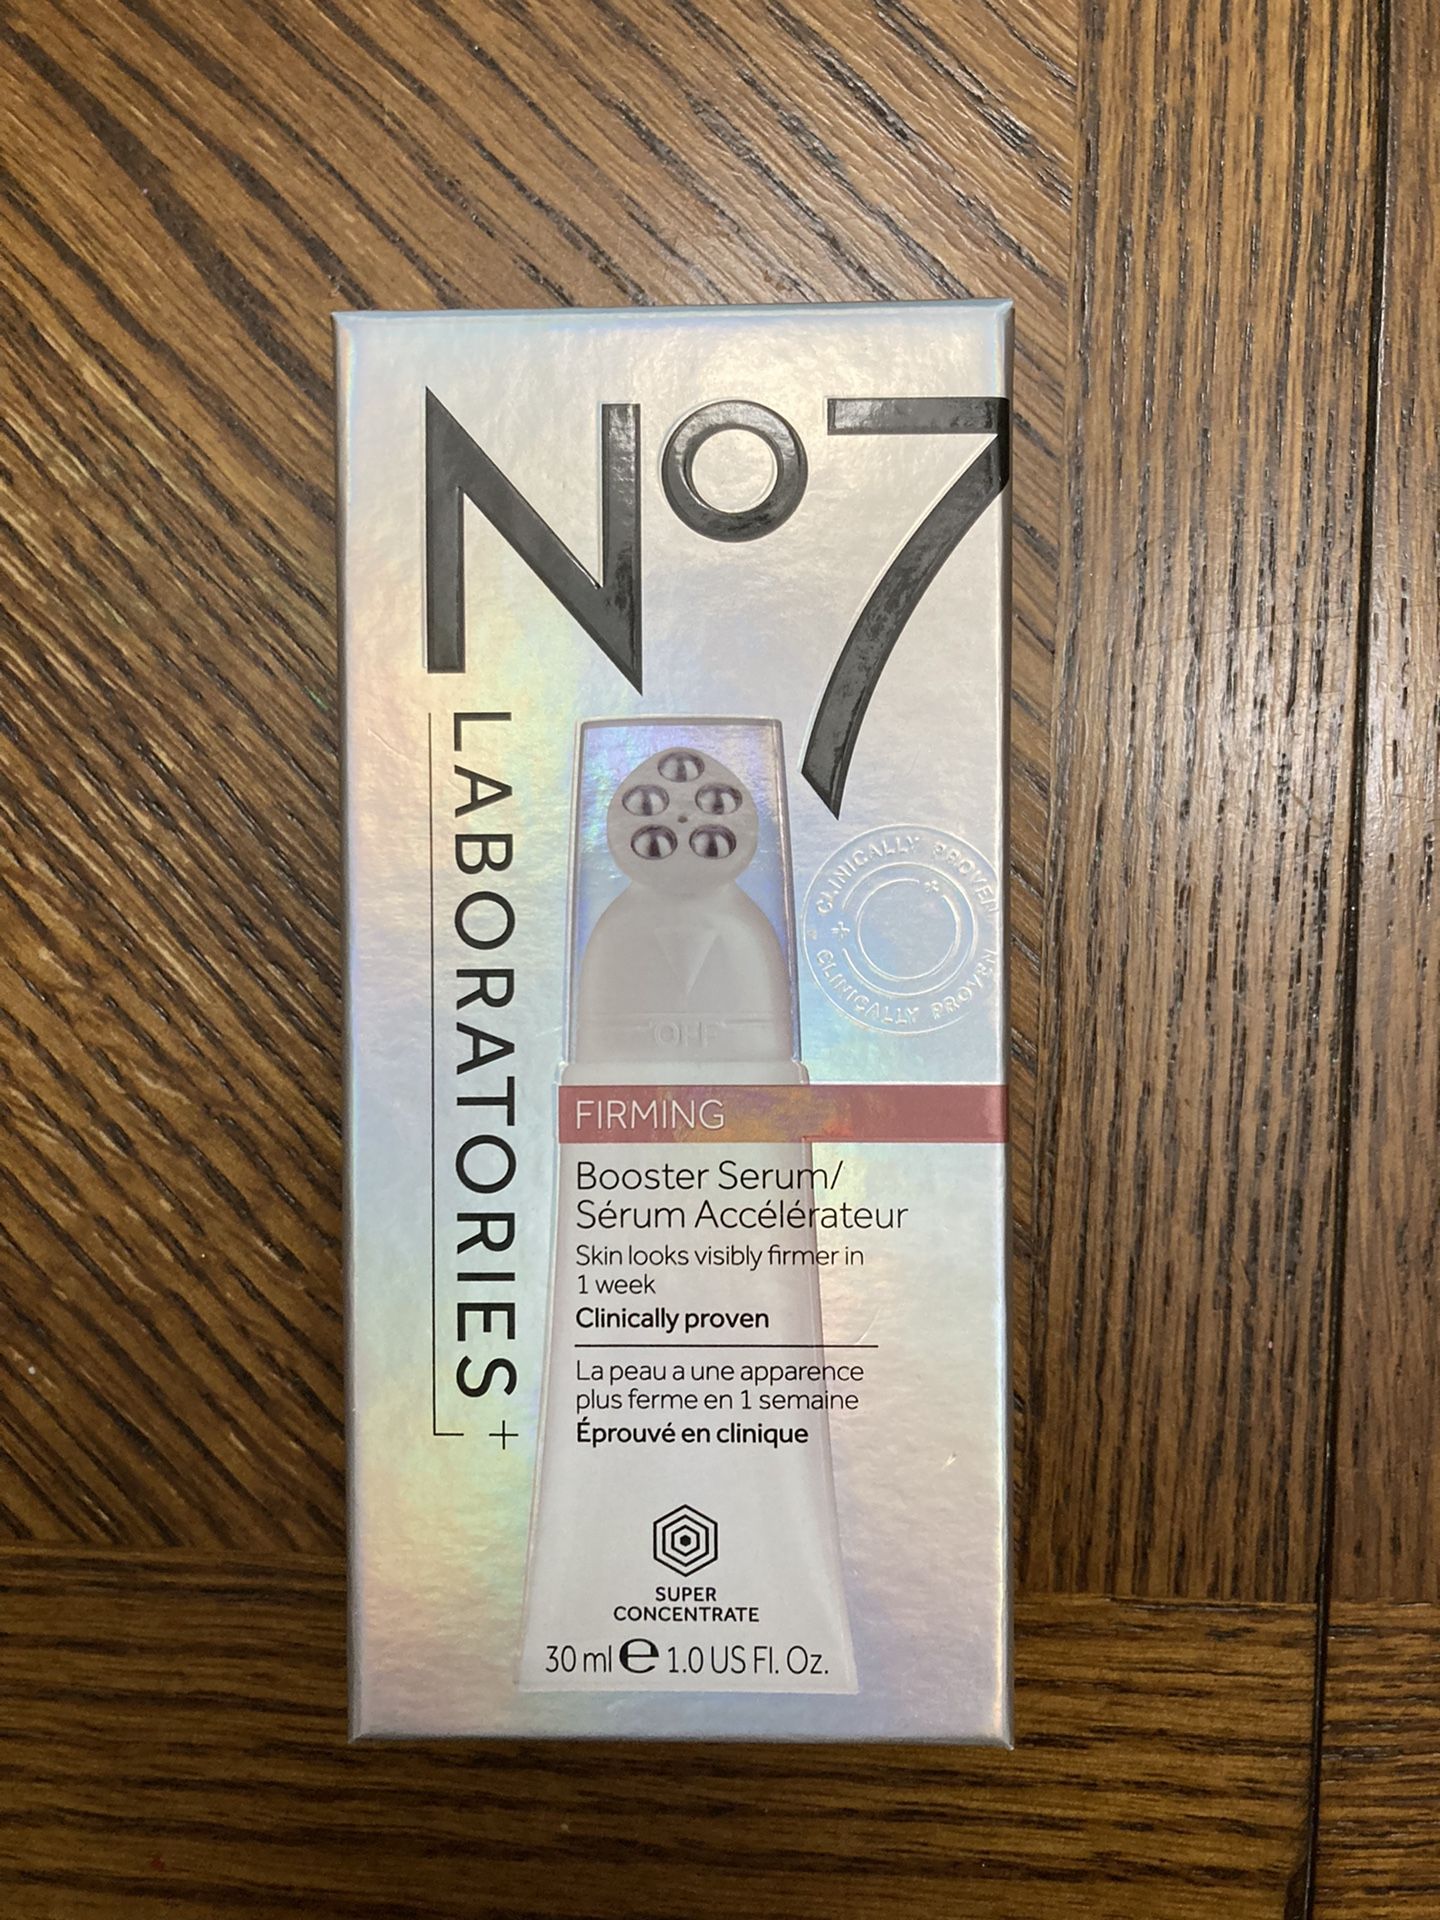 No7
LABORATORIES
+
CLINICALLY PROVEN
CLINICALLY PROVEN
OFF
FIRMING
Booster Serum/
Sérum Accélérateur
Skin looks visibly firmer in
1 week
Clinically proven
La peau a une apparence
plus ferme en 1 semaine
Éprouvé en clinique
SUPER
CONCENTRATE
30 ml e 1.0 US Fl. Oz.